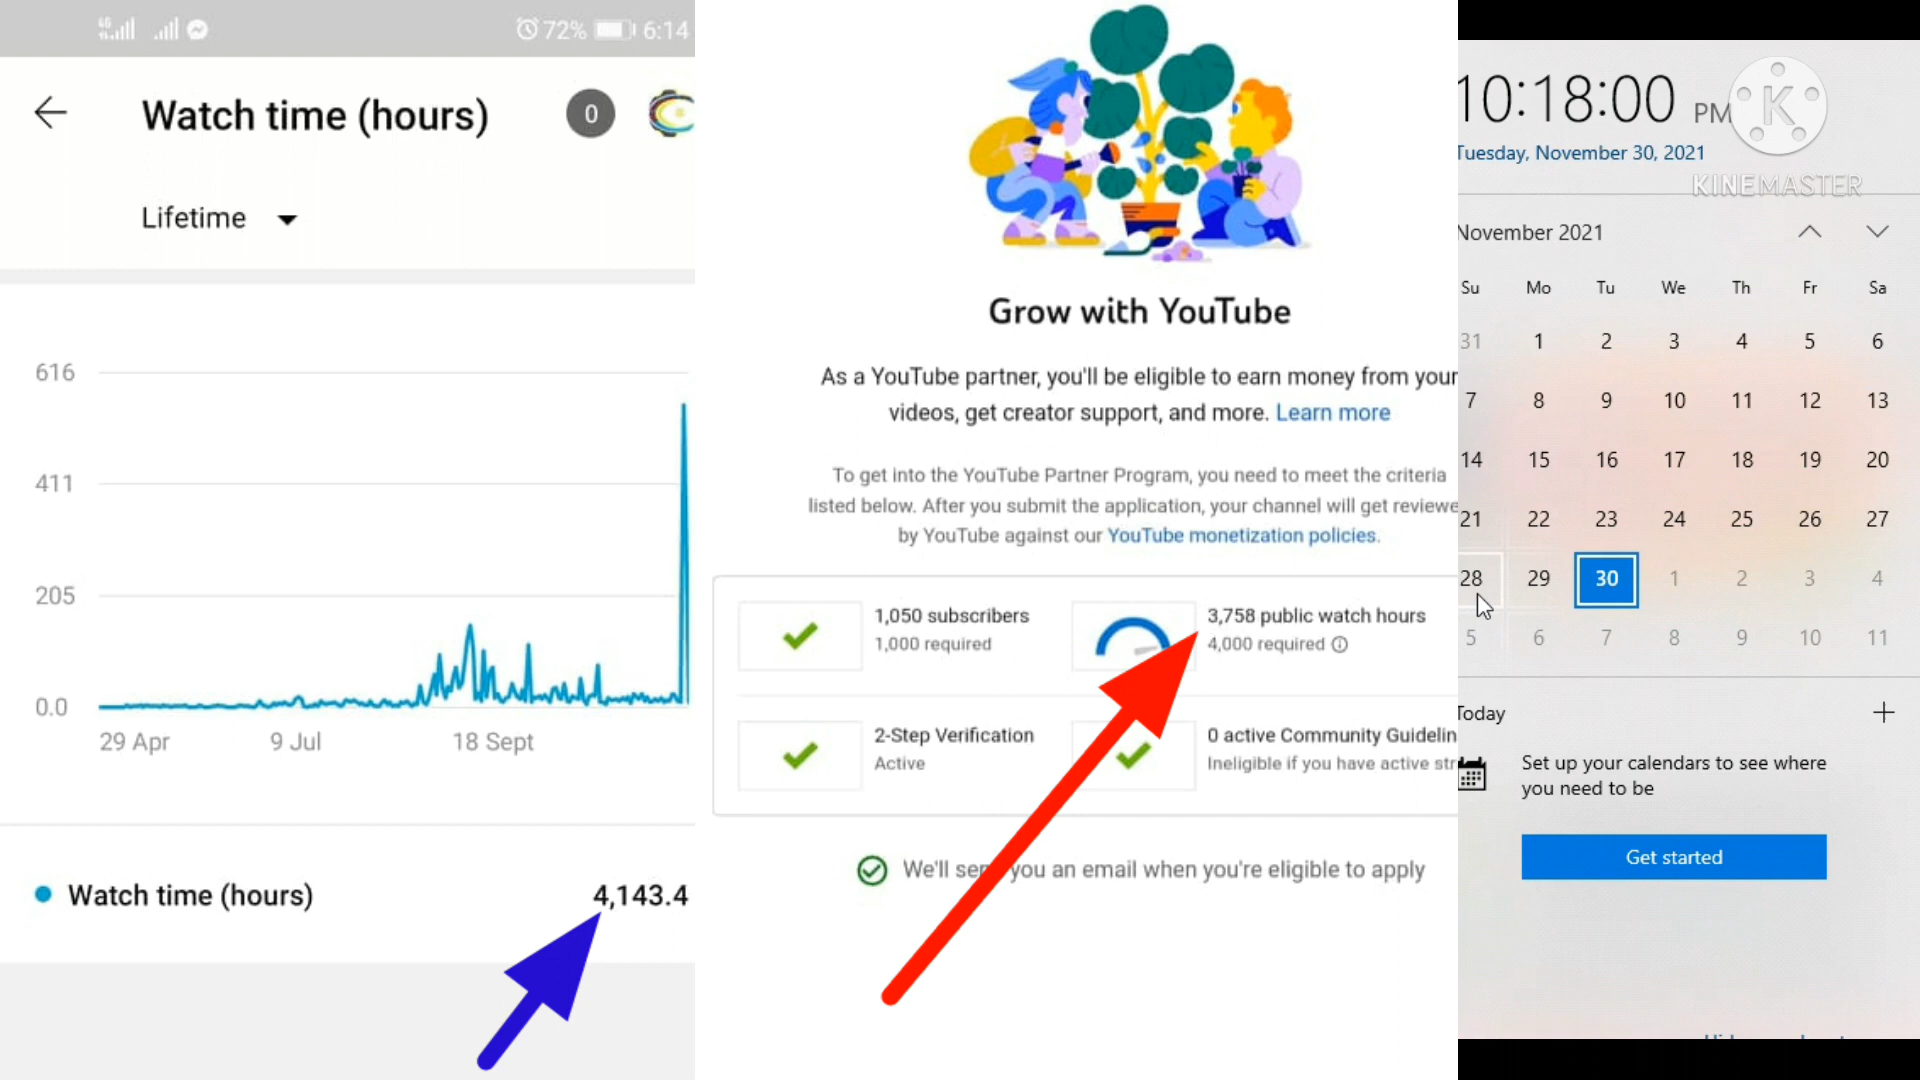 4G
72% 6:14
Watch time (hours)
0
Lifetime
616
411
205
0.0
29 Apr 9 Jul 18 Sept
Watch time (hours) 4,143.4
Grow with YouTube
As a YouTube partner, you'll be eligible to earn money from your
videos, get creator support, and more. Learn more
To get into the YouTube Partner Program, you need to meet the criteria
listed below. After you submit the application, your channel will get reviewe
by YouTube against our YouTube monetization policies.
1,050 subscribers
1,000 required
3,758 public watch hours
4,000 required
2-Step Verification
Active
0 active Community Guidelin
Ineligible if you have active str
We'll sen you an email when you're eligible to apply
10:18:00 PM
Tuesday, November 30, 2021
K
KINEMASTER
November 2021
Su Mo Tu We Th Fr Sa
31 1 2 3 4 5 6
7 8 9 10 11 12 13
14 15 16 17 18 19 20
21 22 23 24 25 26 27
28 29 30 1 2 3 4
5 6 7 8 9 10 11
Today
Set up your calendars to see where
you need to be
Get started